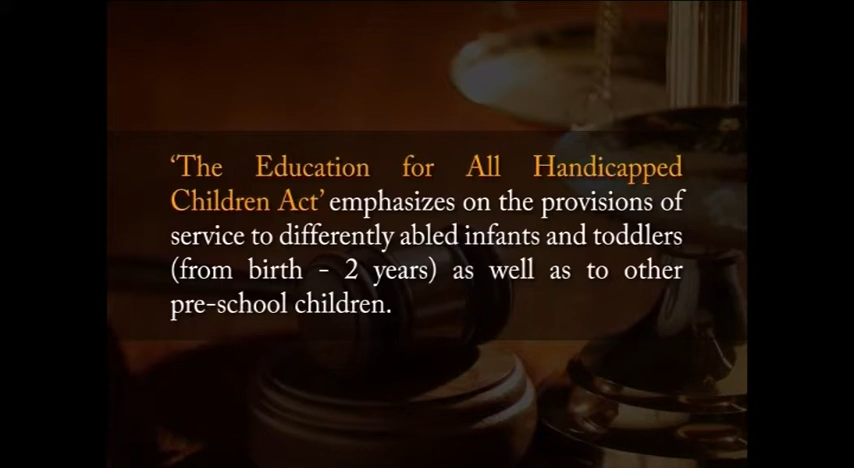 ‘The Education for All Handicapped
Children Act’ emphasizes on the provisions of
service to differently abled infants and toddlers
(from birth - 2 years) as well as to other
pre-school children.